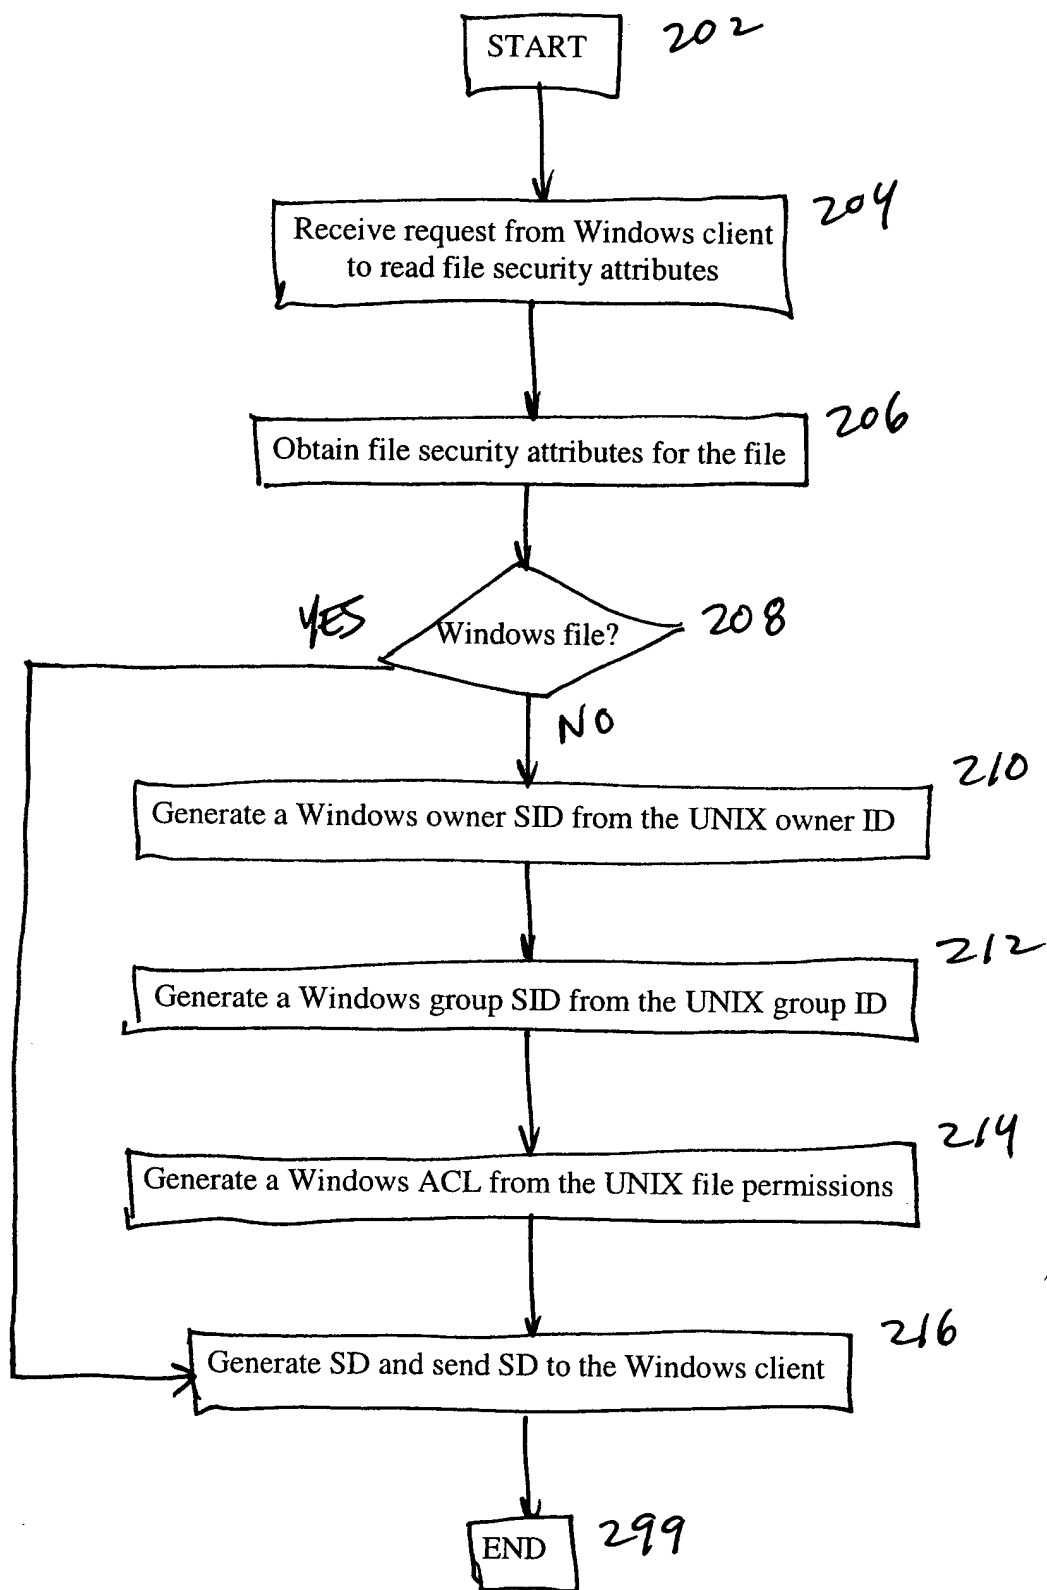 START 202
Receive request from Windows client 204
to read file security attributes
Obtain file security attributes for the file 206
YES Windows file? 208
NO
210
Generate a Windows owner SID from the UNIX owner ID
212
Generate a Windows group SID from the UNIX group ID
214
Generate a Windows ACL from the UNIX file permissions
216
Generate SD and send SD to the Windows client
END 299